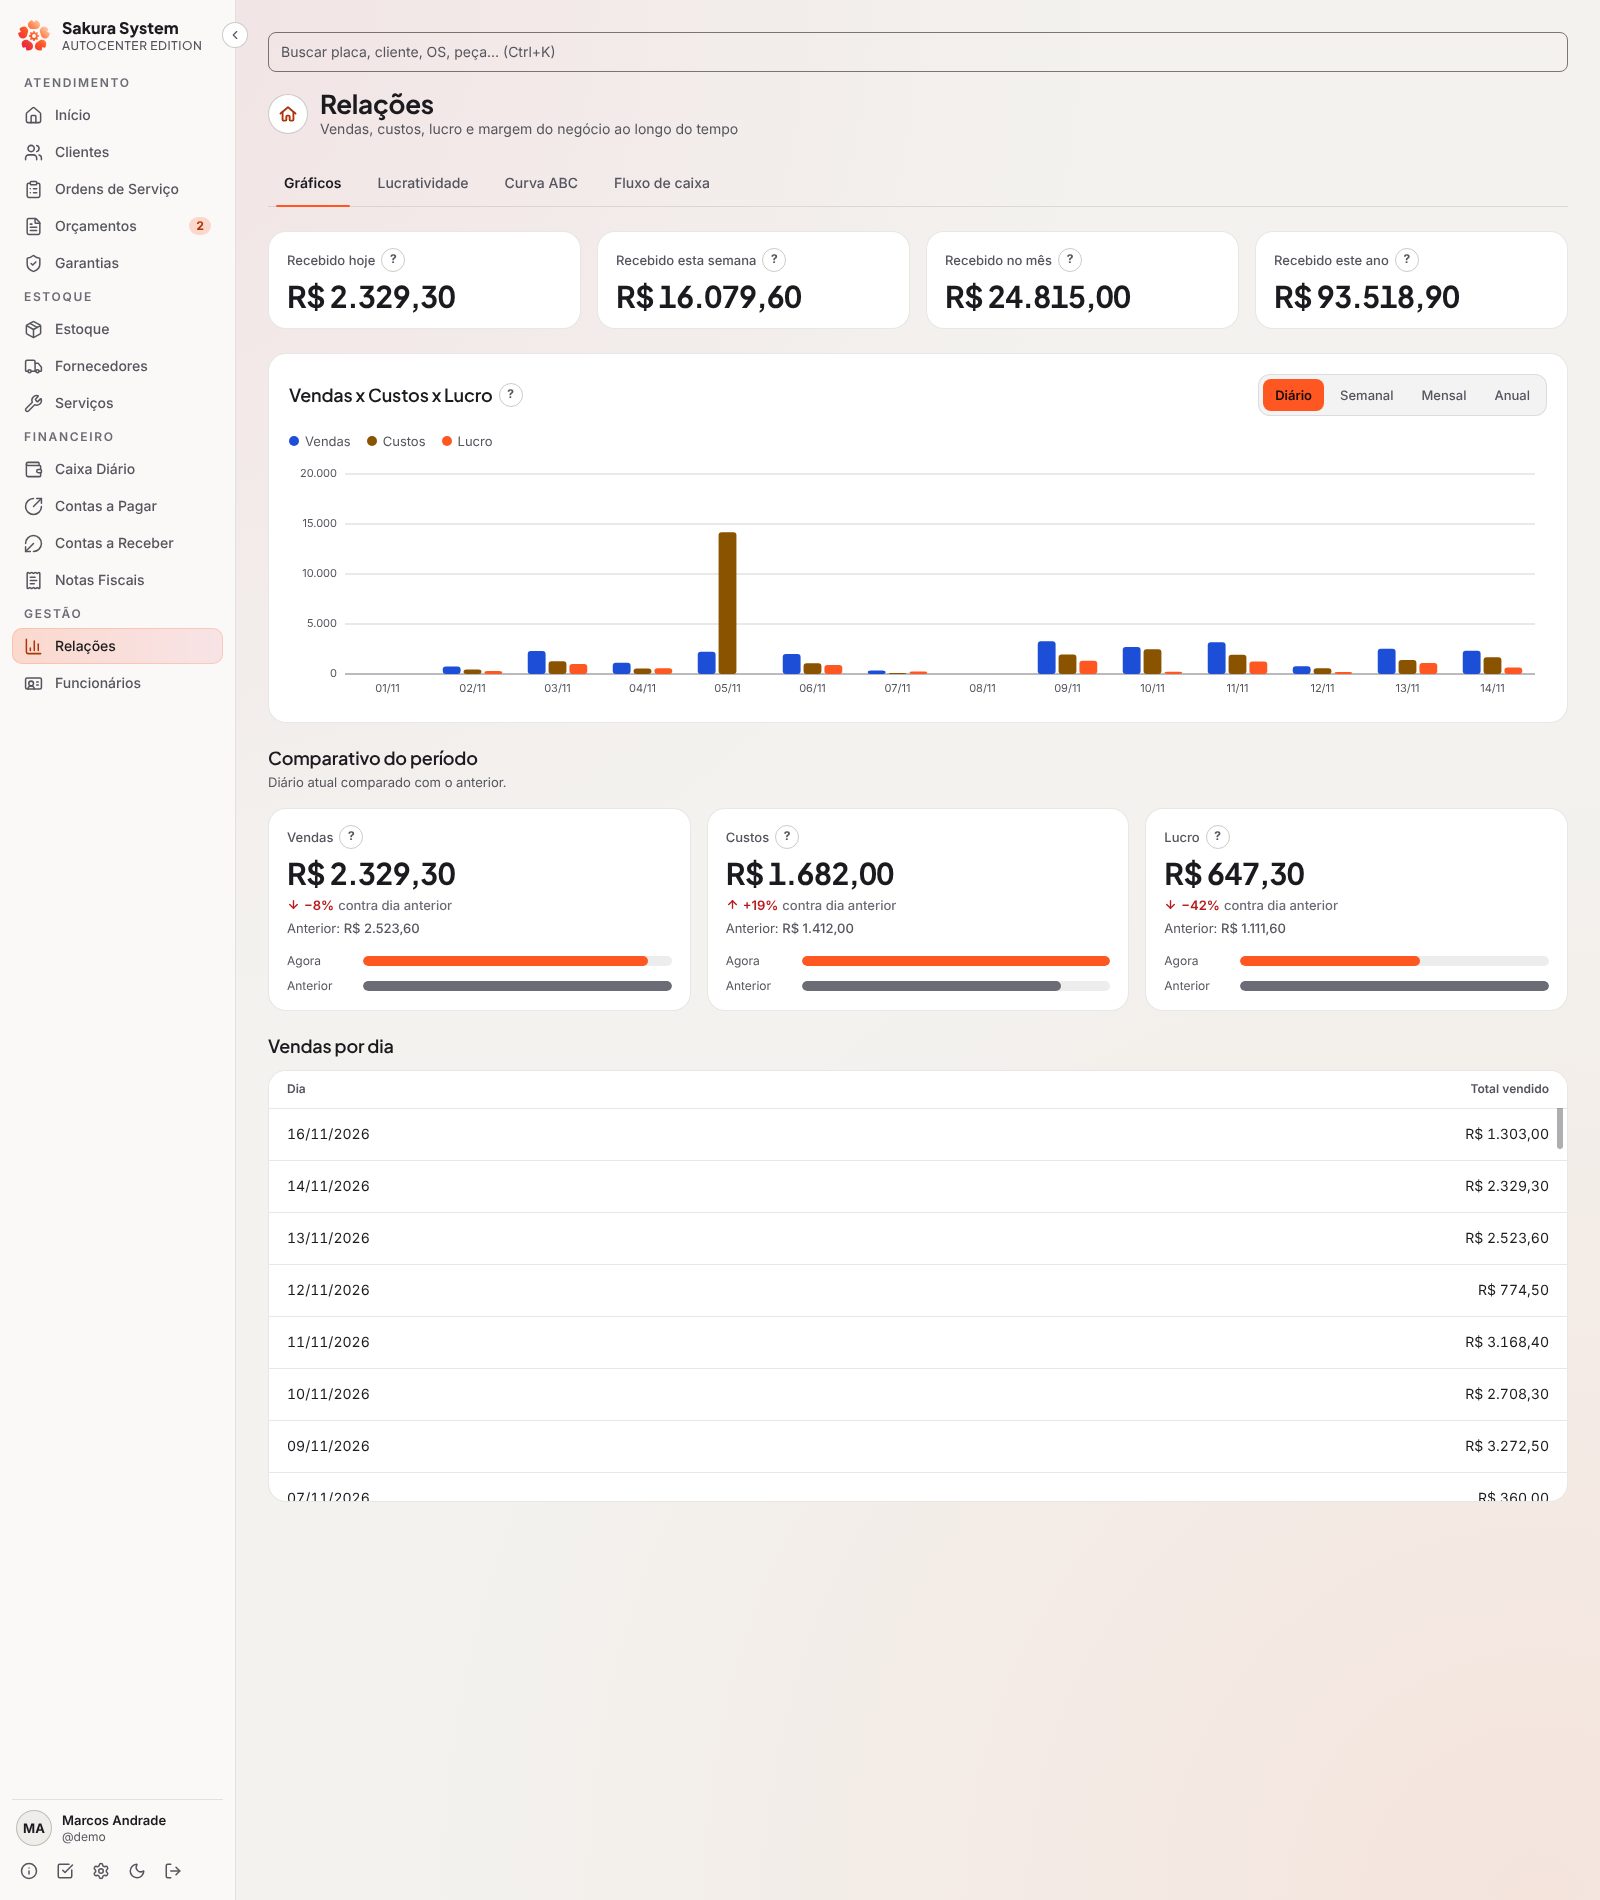 Sakura System
AUTOCENTER EDITION
ATENDIMENTO
Início
Clientes
Ordens de Serviço
Orçamentos 2
Garantias
ESTOQUE
Estoque
Fornecedores
Serviços
FINANCEIRO
Caixa Diário
Contas a Pagar
Contas a Receber
Notas Fiscais
GESTÃO
Relações
Funcionários
MA
Marcos Andrade
@demo
Buscar placa, cliente, OS, peça... (Ctrl+K)
Relações
Vendas, custos, lucro e margem do negócio ao longo do tempo
Gráficos Lucratividade Curva ABC Fluxo de caixa
Recebido hoje ?
R$ 2.329,30
Recebido esta semana ?
R$ 16.079,60
Recebido no mês ?
R$ 24.815,00
Recebido este ano ?
R$ 93.518,90
Vendas x Custos x Lucro ?
Diário Semanal Mensal Anual
Vendas Custos Lucro
20.000
15.000
10.000
5.000
0
01/11 02/11 03/11 04/11 05/11 06/11 07/11 08/11 09/11 10/11 11/11 12/11 13/11 14/11
Comparativo do período
Diário atual comparado com o anterior.
Vendas ?
R$ 2.329,30
↓ −8% contra dia anterior
Anterior: R$ 2.523,60
Agora
Anterior
Custos ?
R$ 1.682,00
↑ +19% contra dia anterior
Anterior: R$ 1.412,00
Agora
Anterior
Lucro ?
R$ 647,30
↓ −42% contra dia anterior
Anterior: R$ 1.111,60
Agora
Anterior
Vendas por dia
Dia Total vendido
16/11/2026 R$ 1.303,00
14/11/2026 R$ 2.329,30
13/11/2026 R$ 2.523,60
12/11/2026 R$ 774,50
11/11/2026 R$ 3.168,40
10/11/2026 R$ 2.708,30
09/11/2026 R$ 3.272,50
07/11/2026 R$ 360,00